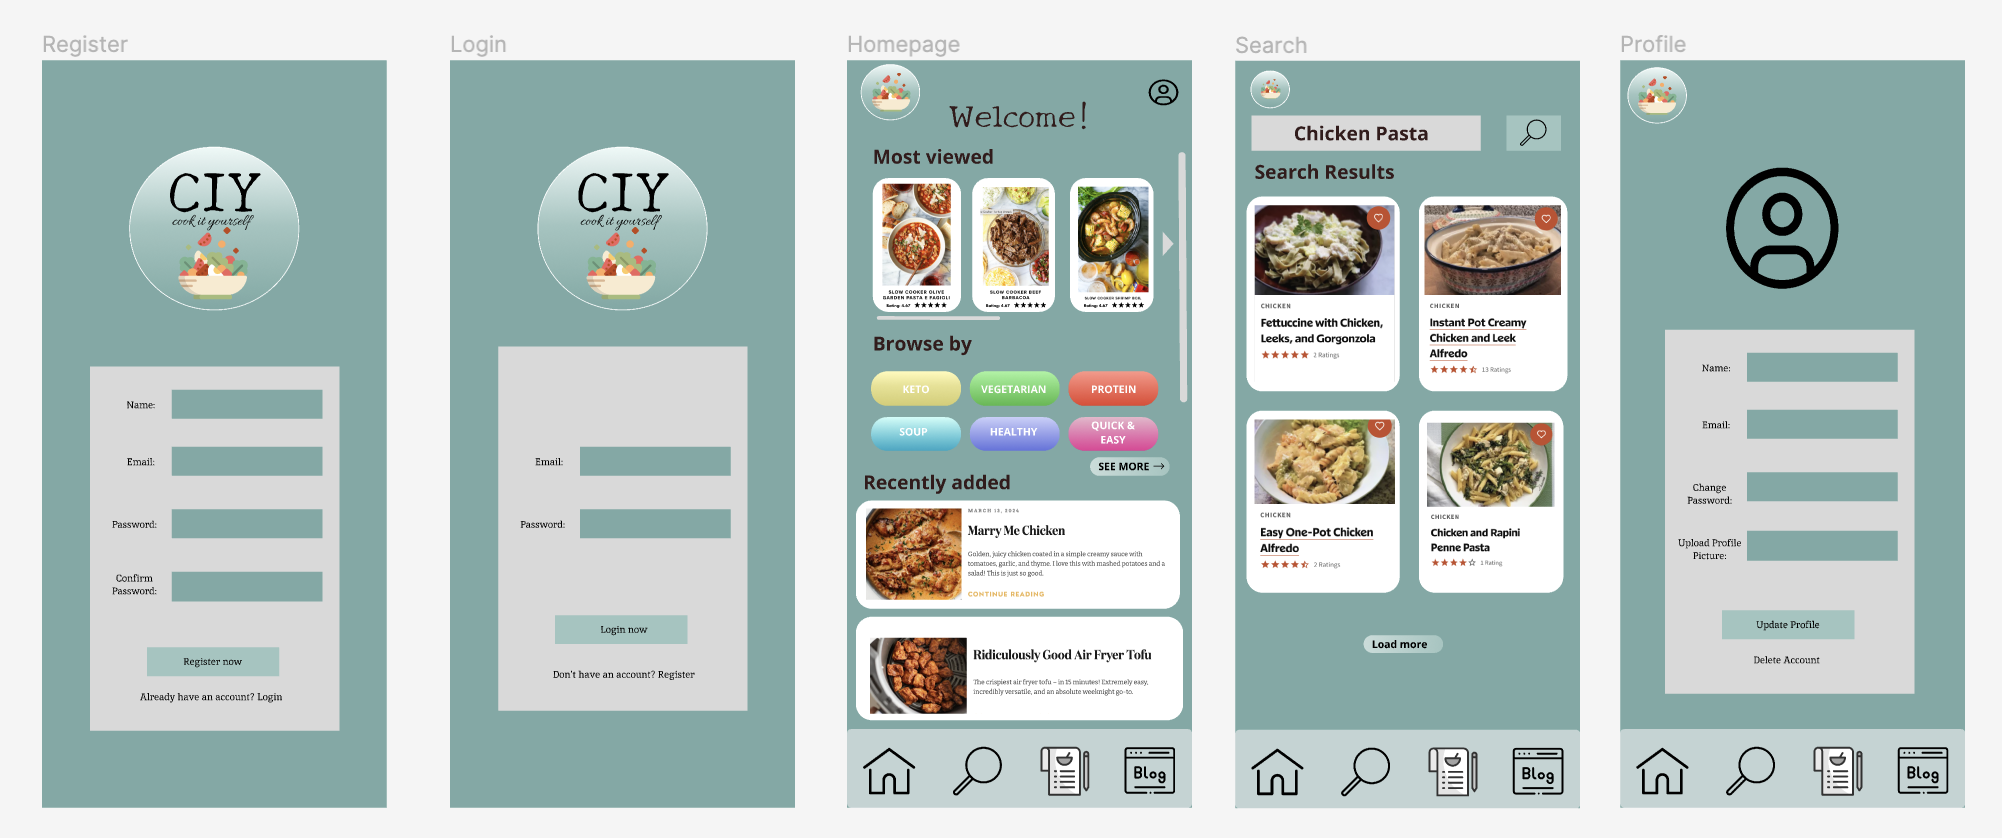 Register
CIY
cook it yourself
Name:
Email:
Password:
Confirm
Password:
Register now
Already have an account? Login
Login
CIY
cook it yourself
Email:
Password:
Login now
Don't have an account? Register
Homepage
Welcome!
Most viewed
SLOW COOKER OLIVE
GARDEN PASTA E FAGIOLI
Rating: 4.67
SLOW COOKER BEEF
BARBACOA
Rating: 4.67
SLOW COOKER SHRIMP BOIL
Rating: 4.67
Browse by
KETO
VEGETARIAN
PROTEIN
SOUP
HEALTHY
QUICK &
EASY
SEE MORE →
Recently added
MARCH 15, 2024
Marry Me Chicken
Golden, juicy chicken coated in a simple creamy sauce with
tomatoes, garlic, and thyme. I love this with mashed potatoes and a
salad! This is just so good.
CONTINUE READING
Ridiculously Good Air Fryer Tofu
The crispiest air fryer tofu – in 15 minutes! Extremely easy,
incredibly versatile, and an absolute weeknight go-to.
Blog
Search
Chicken Pasta
Search Results
CHICKEN
Fettuccine with Chicken,
Leeks, and Gorgonzola
2 Ratings
CHICKEN
Instant Pot Creamy
Chicken and Leek
Alfredo
13 Ratings
CHICKEN
Easy One-Pot Chicken
Alfredo
2 Ratings
CHICKEN
Chicken and Rapini
Penne Pasta
1 Rating
Load more
Blog
Profile
Name:
Email:
Change
Password:
Upload Profile
Picture:
Update Profile
Delete Account
Blog